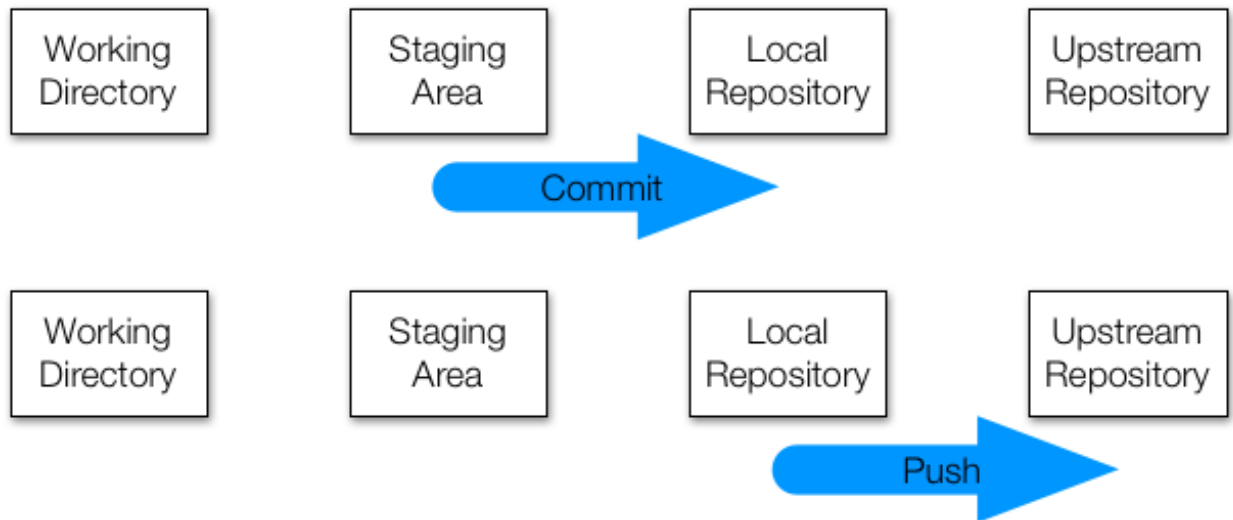 Working
Directory
Staging
Area
Local
Repository
Upstream
Repository
Commit
Working
Directory
Staging
Area
Local
Repository
Upstream
Repository
Push